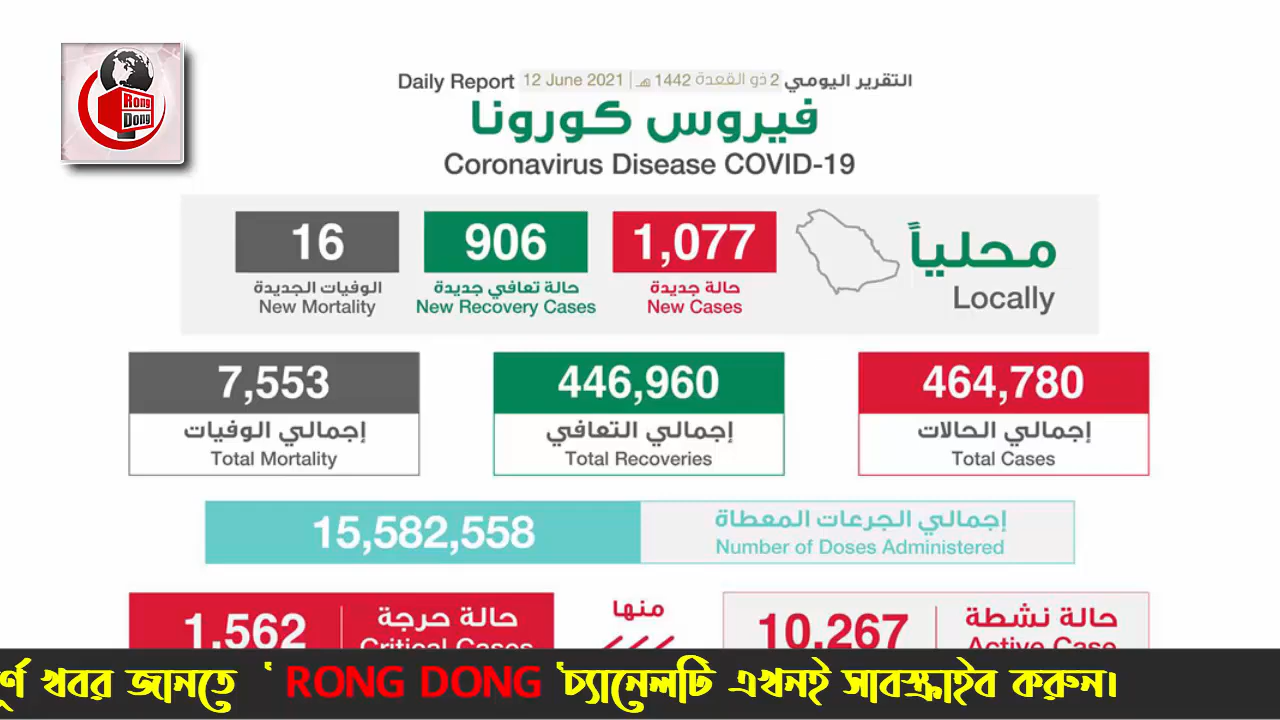 Rong
Dong
Daily Report 12 June 2021 | 2 ذو القعدة 1442 هـ التقرير اليومي
فيروس كورونا
Coronavirus Disease COVID-19
16 906 1,077 محلياً
الوفيات الجديدة حالة تعافي جديدة حالة جديدة
New Mortality New Recovery Cases New Cases Locally
7,553 446,960 464,780
إجمالي الوفيات إجمالي التعافي إجمالي الحالات
Total Mortality Total Recoveries Total Cases
15,582,558 إجمالي الجرعات المعطاة
Number of Doses Administered
1,562 حالة حرجة منها 10,267 حالة نشطة
Critical Cases Active Case
খবর জানতে ‘ RONG DONG ’চ্যানেলটি এখনই সাবস্ক্রাইব করুন।